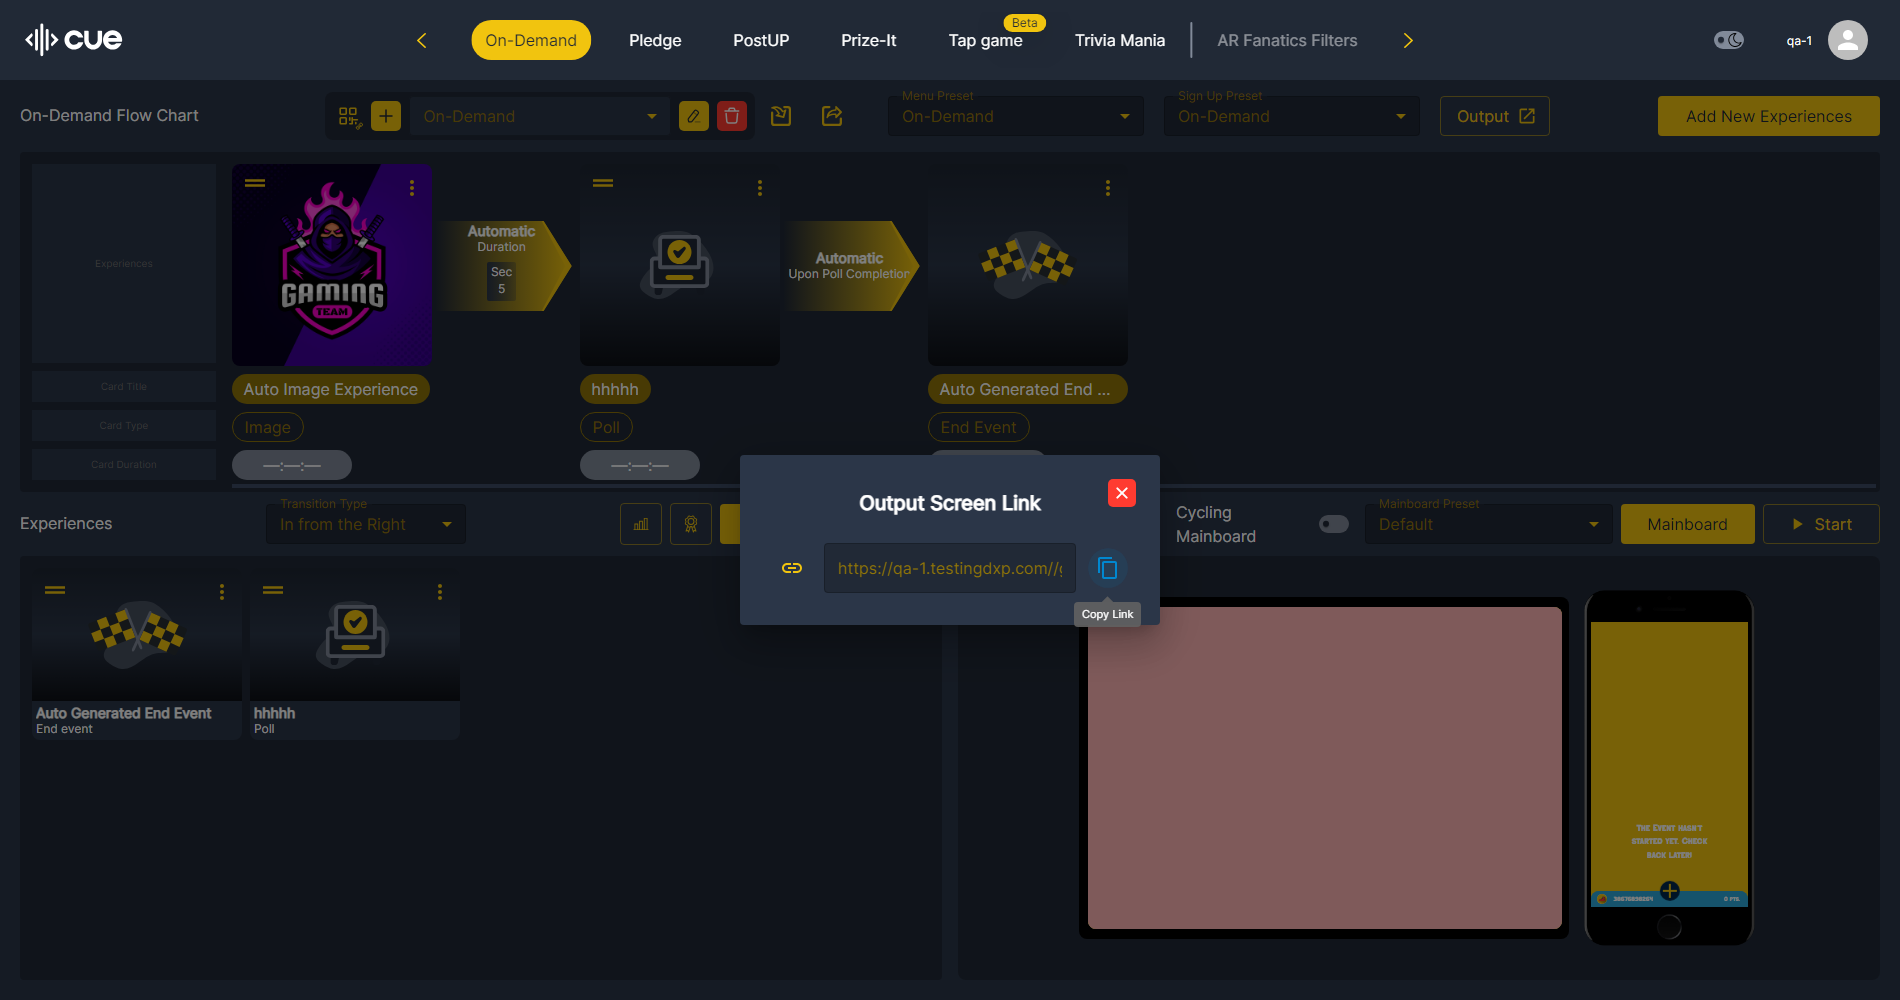 cue
On-Demand
Pledge
PostUP
Prize-It
Tap game
Beta
Trivia Mania
AR Fanatics Filters
qa-1
On-Demand Flow Chart
On-Demand
Menu Preset
On-Demand
Sign Up Preset
On-Demand
Output
Add New Experiences
Experiences
Card Title
Card Type
Card Duration
GAMING
TEAM
Automatic
Duration
Sec
5
Automatic
Upon Poll Completion
Auto Image Experience
hhhhh
Auto Generated End ...
Image
Poll
End Event
—:—:—
—:—:—
Output Screen Link
https://qa-1.testingdxp.com//g
Copy Link
Experiences
Transition Type
In from the Right
Cycling
Mainboard
Mainboard Preset
Default
Mainboard
Start
Auto Generated End Event
End event
hhhhh
Poll
The Event hasn't
started yet. Check
back later!
0 pts.